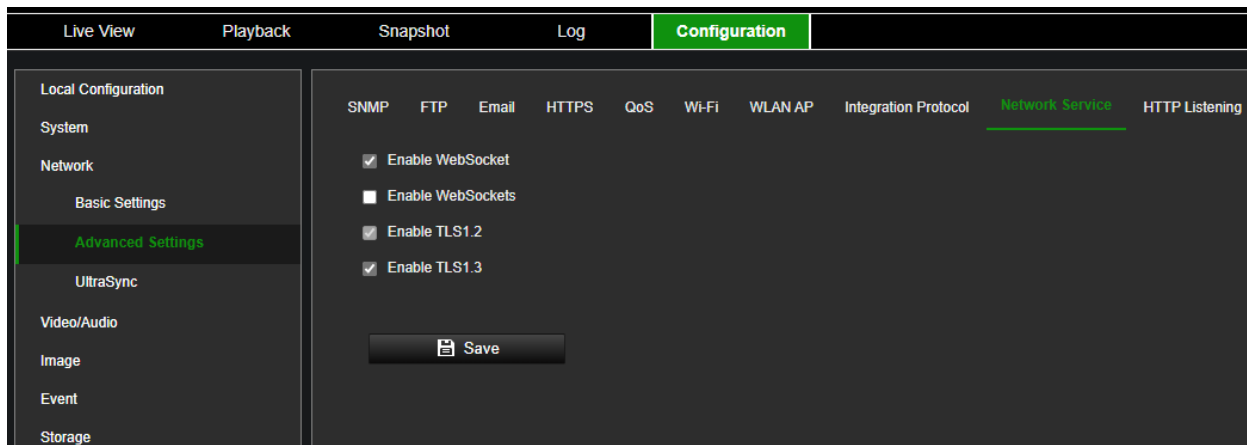 Live View Playback Snapshot Log Configuration
Local Configuration
System
Network
Basic Settings
Advanced Settings
UltraSync
Video/Audio
Image
Event
Storage
SNMP FTP Email HTTPS QoS Wi-Fi WLAN AP Integration Protocol Network Service HTTP Listening
Enable WebSocket
Enable WebSockets
Enable TLS1.2
Enable TLS1.3
Save